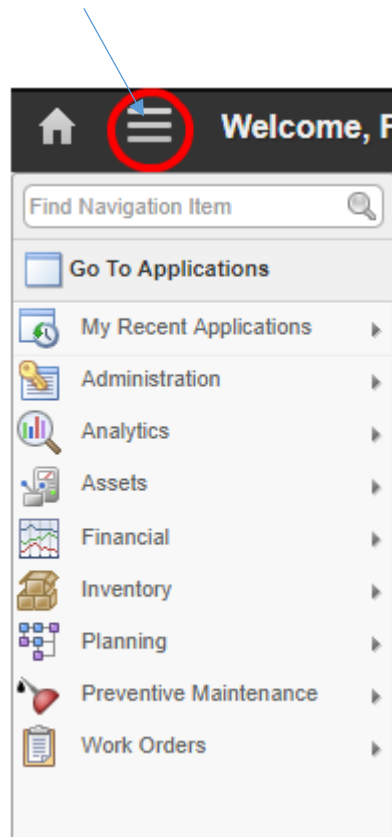 Welcome, F
Find Navigation Item
Go To Applications
My Recent Applications
Administration
Analytics
Assets
Financial
Inventory
Planning
Preventive Maintenance
Work Orders